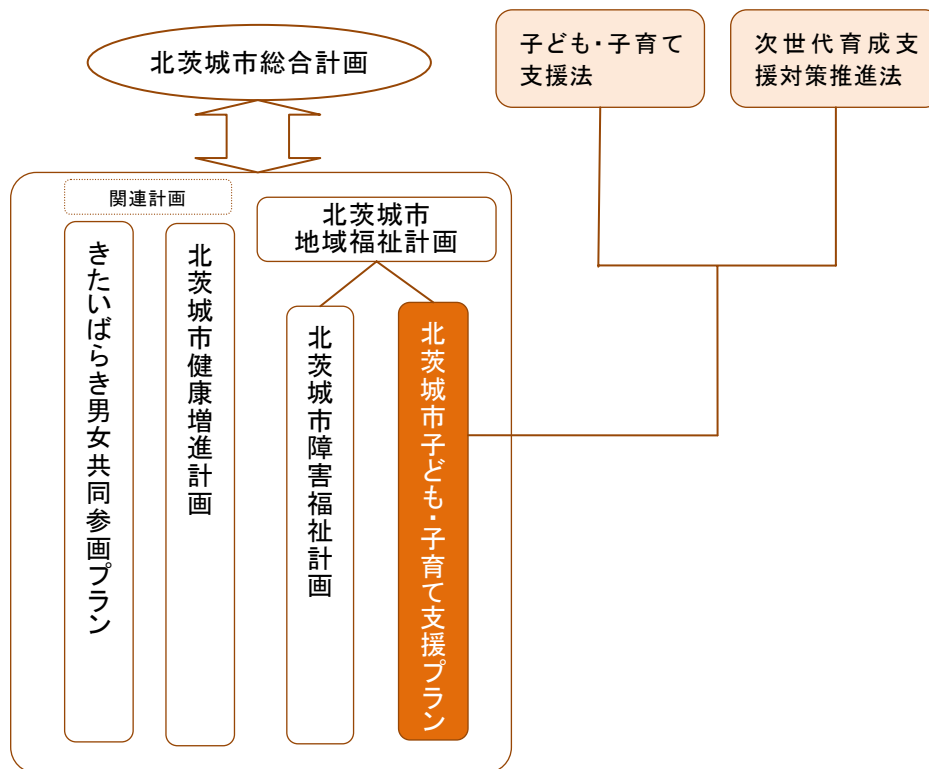 北茨城市総合計画
子ども・子育て
支援法
次世代育成支
援対策推進法
関連計画
北茨城市
地域福祉計画
きたいばらき男女共同参画プラン
北茨城市健康増進計画
北茨城市障害福祉計画
北茨城市子ども・子育て支援プラン